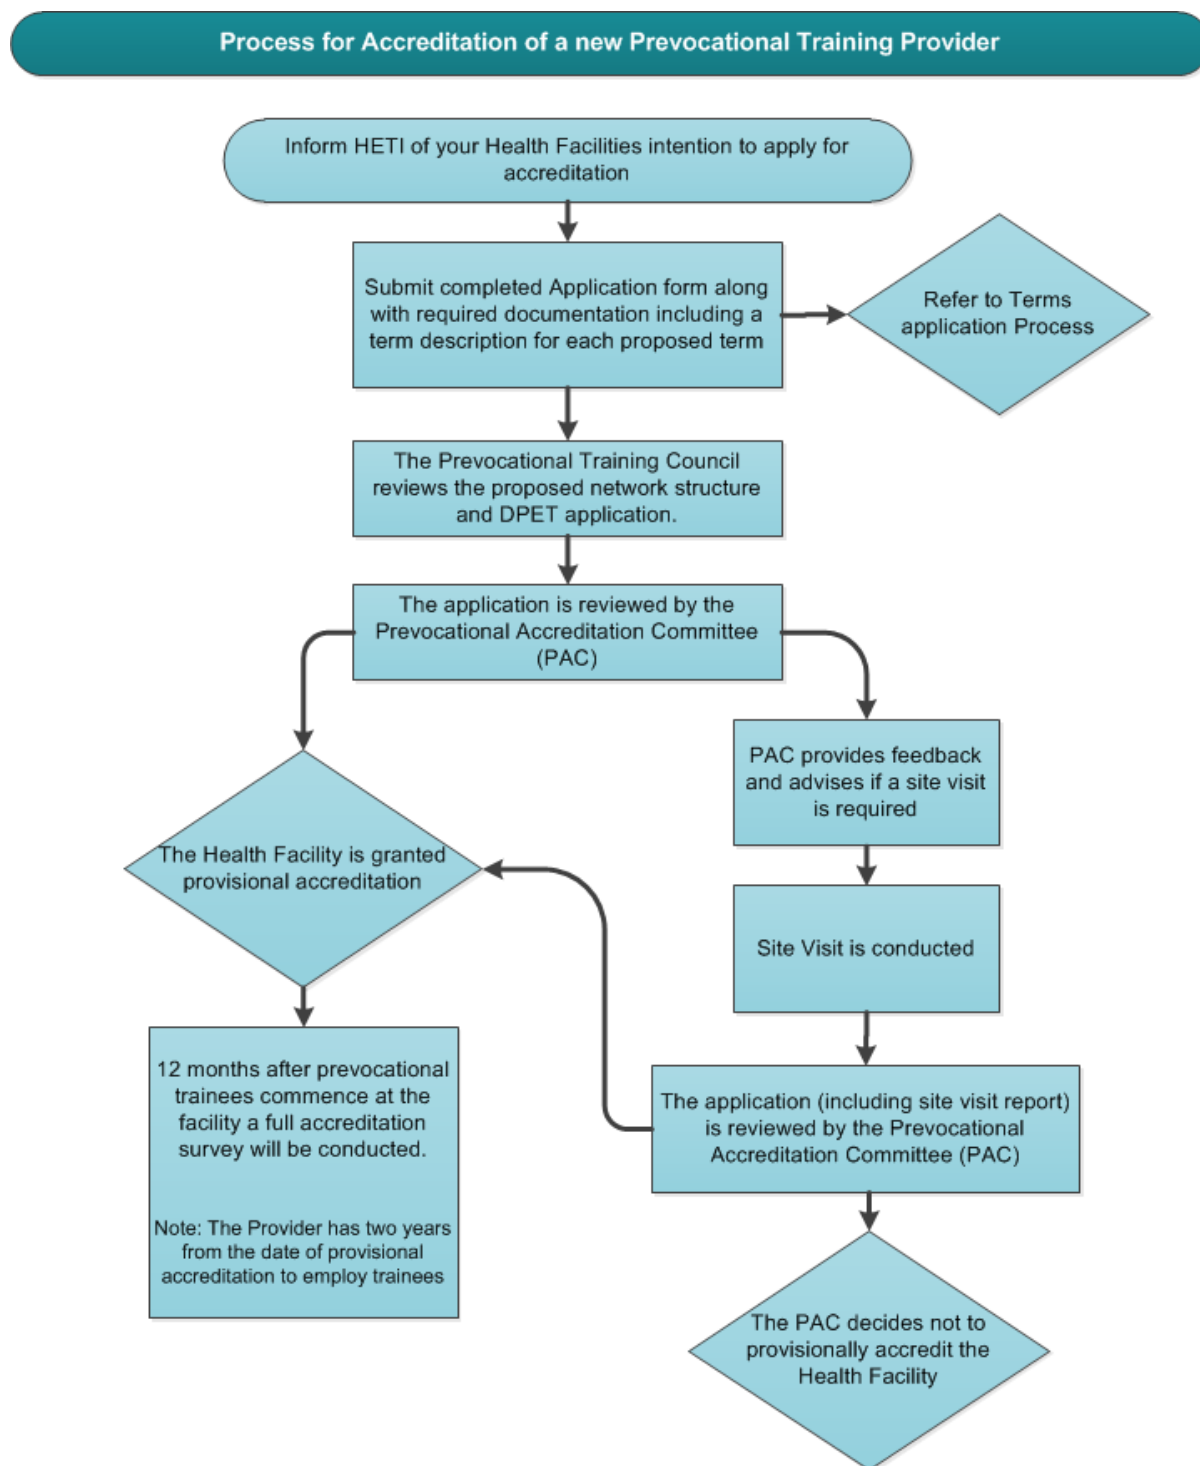 Process for Accreditation of a new Prevocational Training Provider
Inform HETI of your Health Facilities intention to apply for
accreditation
Submit completed Application form along
with required documentation including a
term description for each proposed term
Refer to Terms
application Process
The Prevocational Training Council
reviews the proposed network structure
and DPET application.
The application is reviewed by the
Prevocational Accreditation Committee
(PAC)
PAC provides feedback
and advises if a site visit
is required
The Health Facility is granted
provisional accreditation
Site Visit is conducted
12 months after prevocational
trainees commence at the
facility a full accreditation
survey will be conducted.
Note: The Provider has two years
from the date of provisional
accreditation to employ trainees
The application (including site visit report)
is reviewed by the Prevocational
Accreditation Committee (PAC)
The PAC decides not to
provisionally accredit the
Health Facility